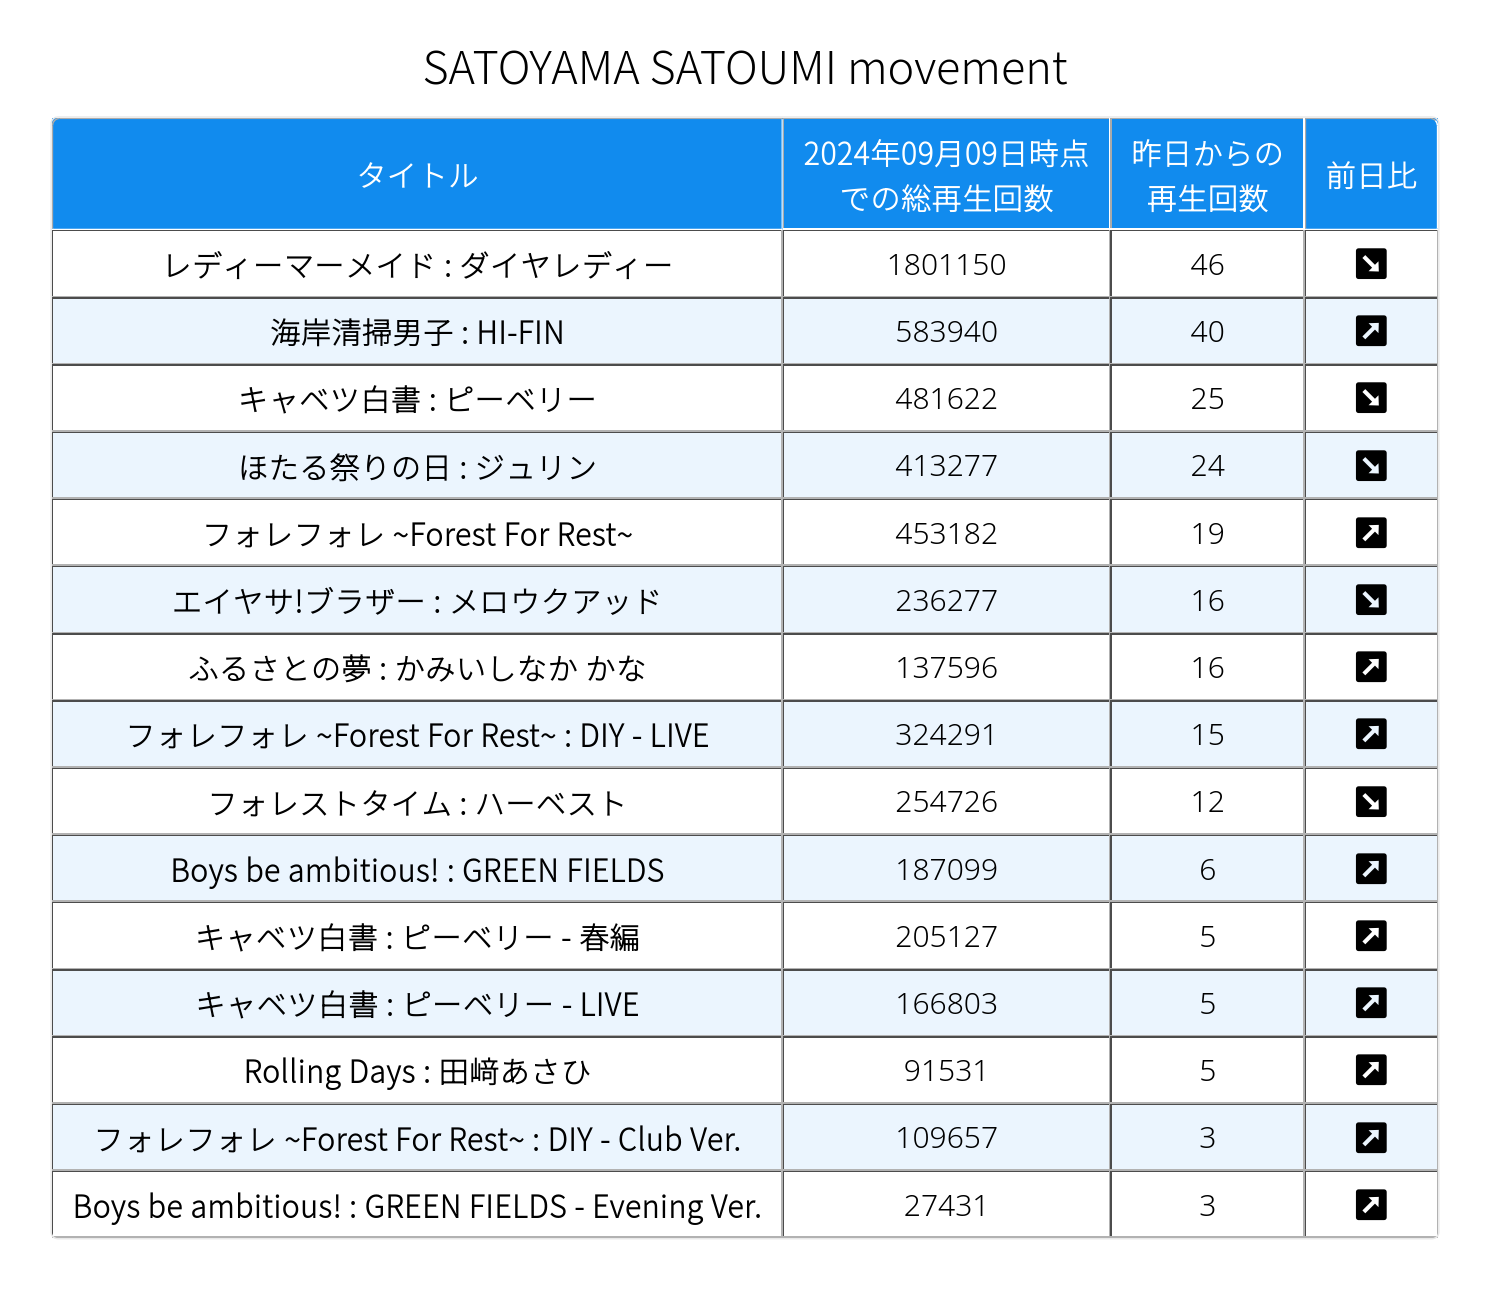 SATOYAMA SATOUMI movement
タイトル 2024年09月09日時点での総再生回数 昨日からの再生回数 前日比
レディーマーメイド : ダイヤレディー 1801150 46 ↘
海岸清掃男子 : HI-FIN 583940 40 ↗
キャベツ白書 : ピーベリー 481622 25 ↘
ほたる祭りの日 : ジュリン 413277 24 ↘
フォレフォレ ~Forest For Rest~ 453182 19 ↗
エイヤサ!ブラザー : メロウクアッド 236277 16 ↘
ふるさとの夢 : かみいしなか かな 137596 16 ↗
フォレフォレ ~Forest For Rest~ : DIY - LIVE 324291 15 ↗
フォレストタイム : ハーベスト 254726 12 ↘
Boys be ambitious! : GREEN FIELDS 187099 6 ↗
キャベツ白書 : ピーベリー - 春編 205127 5 ↗
キャベツ白書 : ピーベリー - LIVE 166803 5 ↗
Rolling Days : 田﨑あさひ 91531 5 ↗
フォレフォレ ~Forest For Rest~ : DIY - Club Ver. 109657 3 ↗
Boys be ambitious! : GREEN FIELDS - Evening Ver. 27431 3 ↗